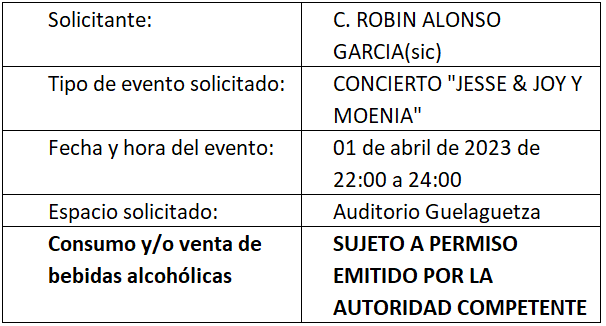 Solicitante:
C. ROBIN ALONSO
GARCIA(sic)
Tipo de evento solicitado:
CONCIERTO "JESSE & JOY Y
MOENIA"
Fecha y hora del evento:
01 de abril de 2023 de
22:00 a 24:00
Espacio solicitado:
Auditorio Guelaguetza
Consumo y/o venta de
bebidas alcohólicas
SUJETO A PERMISO
EMITIDO POR LA
AUTORIDAD COMPETENTE